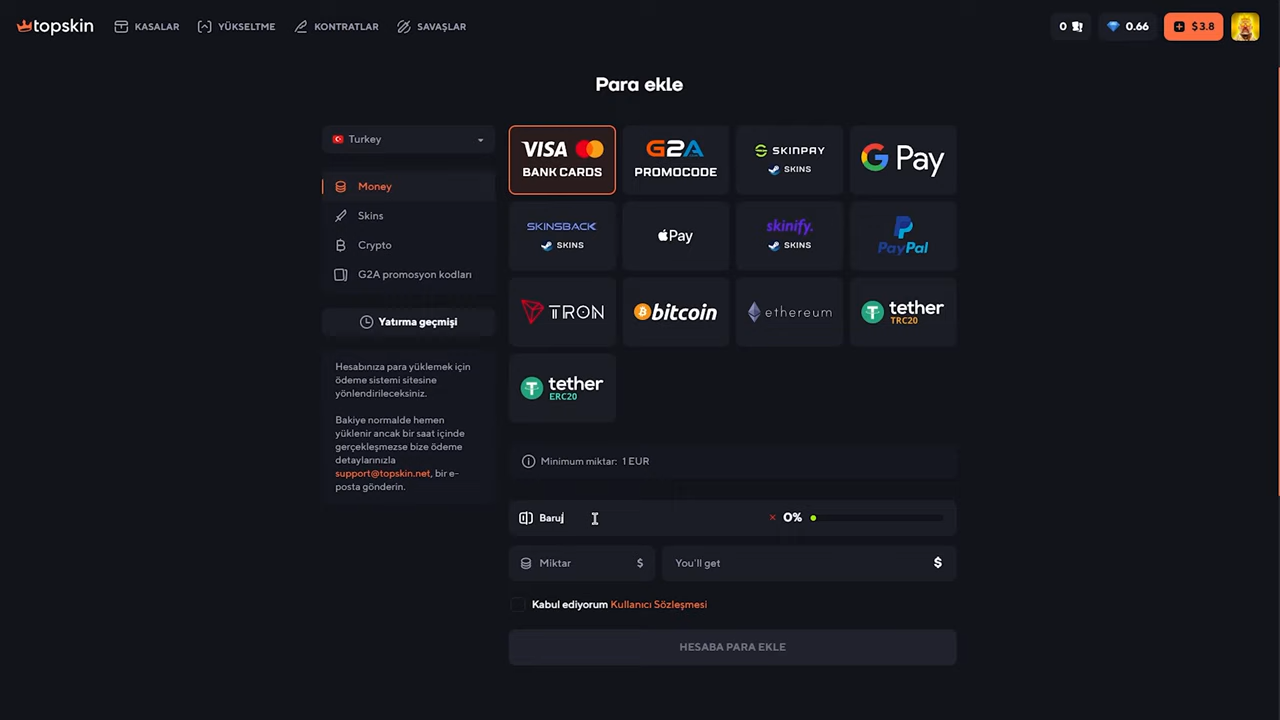 topskin KASALAR YÜKSELTME KONTRATLAR SAVAŞLAR 0 0.66 $3.8
Para ekle
Turkey
Money
Skins
Crypto
G2A promosyon kodları
Yatırma geçmişi
Hesabınıza para yüklemek için
ödeme sistemi sitesine
yönlendirileceksiniz.
Bakiye normalde hemen
yüklenir ancak bir saat içinde
gerçekleşmezse bize ödeme
detaylarınızla
support@topskin.net, bir e-
posta gönderin.
VISA
BANK CARDS
G2A
PROMOCODE
SKINPAY
SKINS
G Pay
SKINSBACK
SKINS
Pay
skinify.
SKINS
PayPal
TRON
bitcoin
ethereum
tether
TRC20
tether
ERC20
Minimum miktar: 1 EUR
Baruj × 0%
Miktar $ You'll get $
Kabul ediyorum Kullanıcı Sözleşmesi
HESABA PARA EKLE